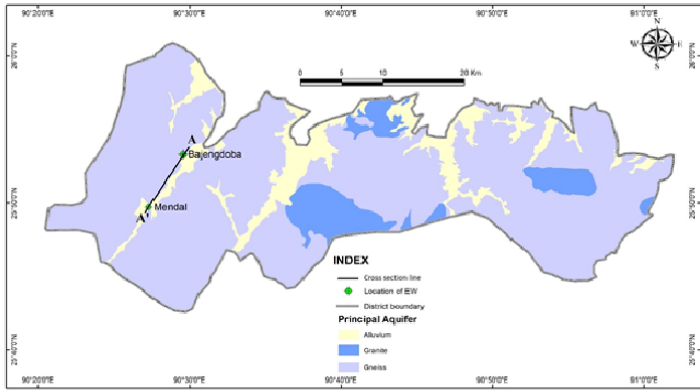 90°20'0"E 90°30'0"E 90°40'0"E 90°50'0"E 91°0'0"E
N
W E
S
26°0'0"N 26°0'0"N
0 5 10 20 Km
A
Bajengdoba
Mendal
A'
25°50'0"N 25°50'0"N
INDEX
Cross section line
Location of EW
District boundary
Principal Aquifer
Alluvium
Granite
Gneiss
25°40'0"N 25°40'0"N
90°20'0"E 90°30'0"E 90°40'0"E 90°50'0"E 91°0'0"E